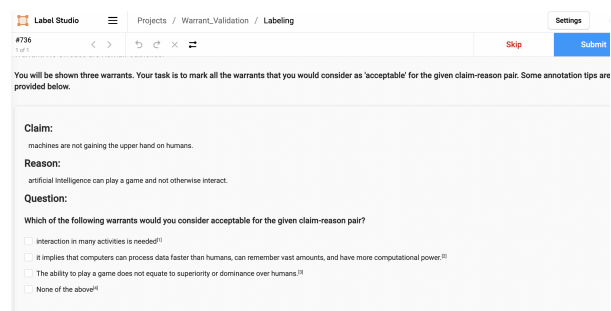 Label Studio
Projects / Warrant_Validation / Labeling
Settings
#736
1 of 1
Skip
Submit
You will be shown three warrants. Your task is to mark all the warrants that you would consider as 'acceptable' for the given claim-reason pair. Some annotation tips are
provided below.
Claim:
machines are not gaining the upper hand on humans.
Reason:
artificial Intelligence can play a game and not otherwise interact.
Question:
Which of the following warrants would you consider acceptable for the given claim-reason pair?
interaction in many activities is needed[1]
it implies that computers can process data faster than humans, can remember vast amounts, and have more computational power.[2]
The ability to play a game does not equate to superiority or dominance over humans.[3]
None of the above[4]